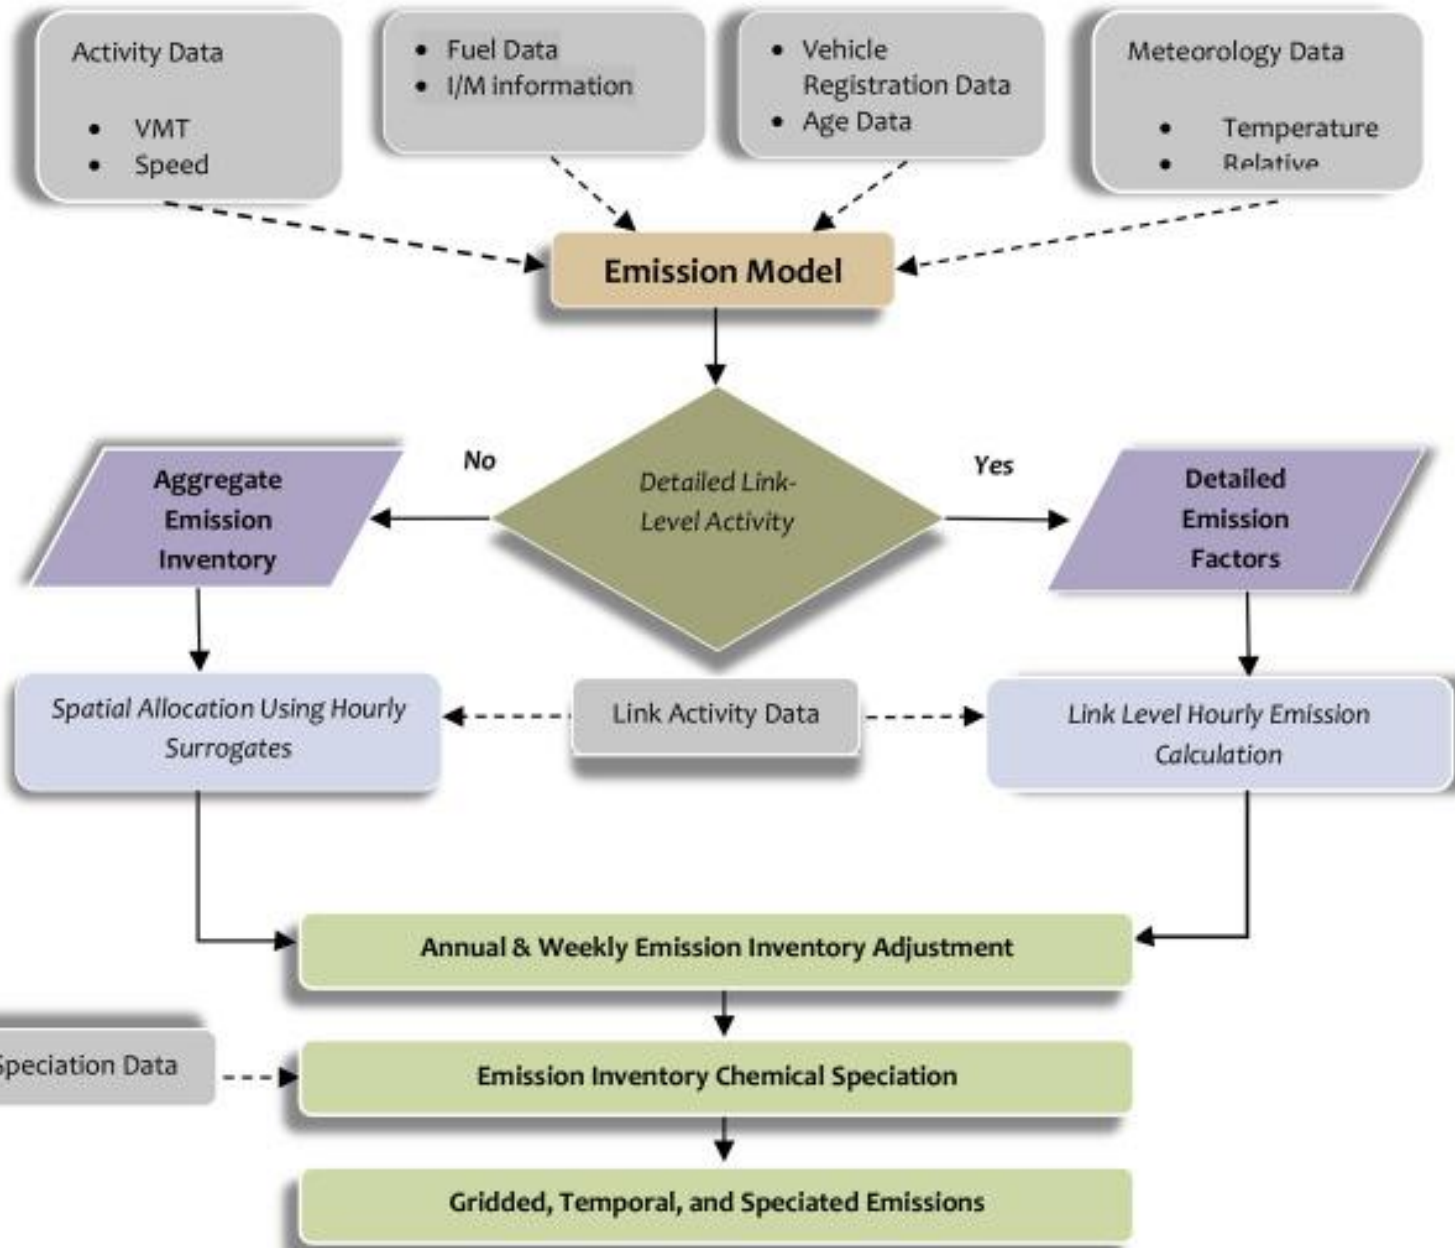 Activity Data
• VMT
• Speed
• Fuel Data
• I/M information
• Vehicle
Registration Data
• Age Data
Meteorology Data
• Temperature
• Relative
Emission Model
No
Detailed Link-
Level Activity
Yes
Aggregate
Emission
Inventory
Detailed
Emission
Factors
Spatial Allocation Using Hourly
Surrogates
Link Activity Data
Link Level Hourly Emission
Calculation
Annual & Weekly Emission Inventory Adjustment
Speciation Data
Emission Inventory Chemical Speciation
Gridded, Temporal, and Speciated Emissions